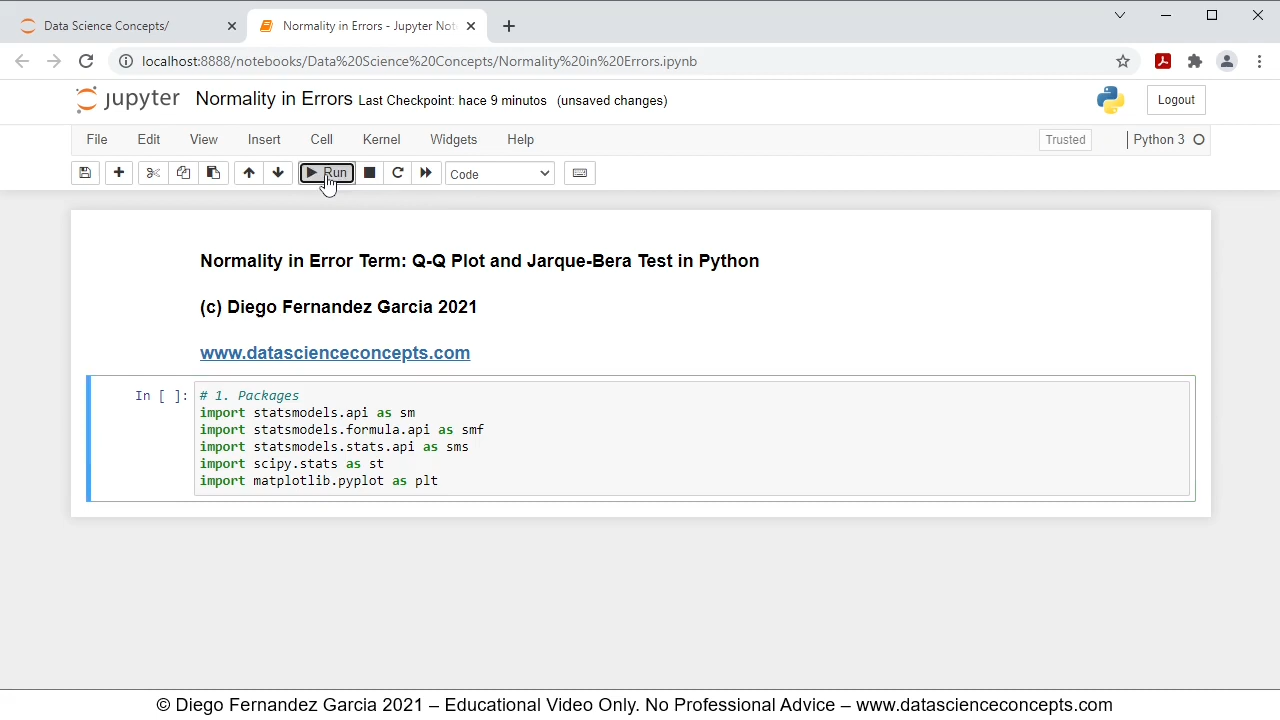 Data Science Concepts/
Normality in Errors - Jupyter Not
localhost:8888/notebooks/Data%20Science%20Concepts/Normality%20in%20Errors.ipynb
jupyter Normality in Errors Last Checkpoint: hace 9 minutos (unsaved changes)
Logout
File Edit View Insert Cell Kernel Widgets Help
Trusted
Python 3
Run
Code
Normality in Error Term: Q-Q Plot and Jarque-Bera Test in Python
(c) Diego Fernandez Garcia 2021
www.datascienceconcepts.com
In [ ]: # 1. Packages
import statsmodels.api as sm
import statsmodels.formula.api as smf
import statsmodels.stats.api as sms
import scipy.stats as st
import matplotlib.pyplot as plt
© Diego Fernandez Garcia 2021 – Educational Video Only. No Professional Advice – www.datascienceconcepts.com